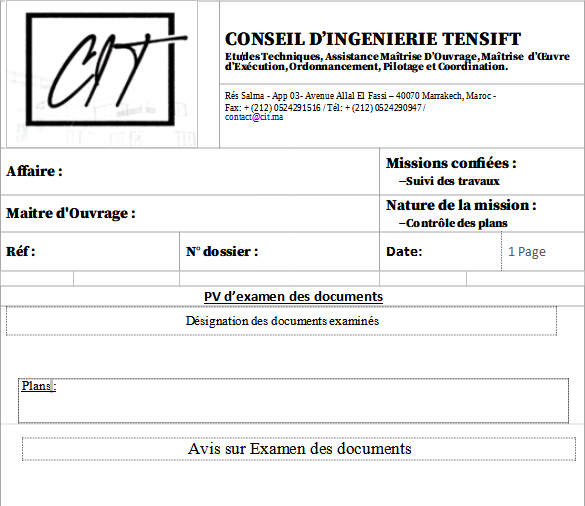 CIT
CONSEIL D'INGENIERIE TENSIFT
Etudes Techniques, Assistance Maîtrise D'Ouvrage, Maîtrise d'Œuvre
d'Exécution, Ordonnancement, Pilotage et Coordination.
Rés Salma - App 03- Avenue Allal El Fassi – 40070 Marrakech, Maroc -
Fax: + (212) 0524291516 / Tél: + (212) 0524290947 /
contact@cit.ma
Affaire :
Missions confiées :
–Suivi des travaux
Maitre d'Ouvrage :
Nature de la mission :
–Contrôle des plans
Réf :
N° dossier :
Date:
1 Page
PV d'examen des documents
Désignation des documents examinés
Plans :
Avis sur Examen des documents